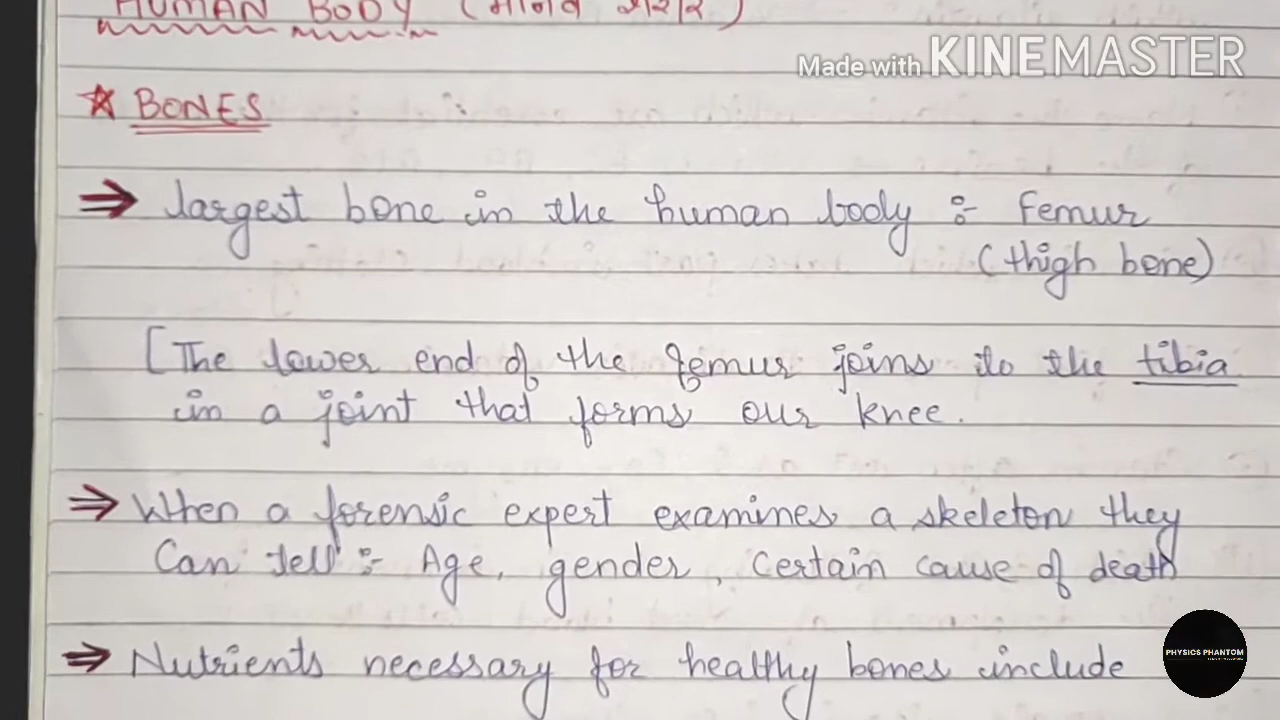 HUMAN BODY (मानव शरीर)
Made with KINEMASTER
☆ BONES
⇒ largest bone in the human body :- Femur
(thigh bone)
[The lower end of the femur joins to the tibia
in a joint that forms our knee.
⇒ When a forensic expert examines a skeleton they
Can tell :- Age, gender, Certain cause of death
⇒ Nutrients necessary for healthy bones include
PHYSICS PHANTOM